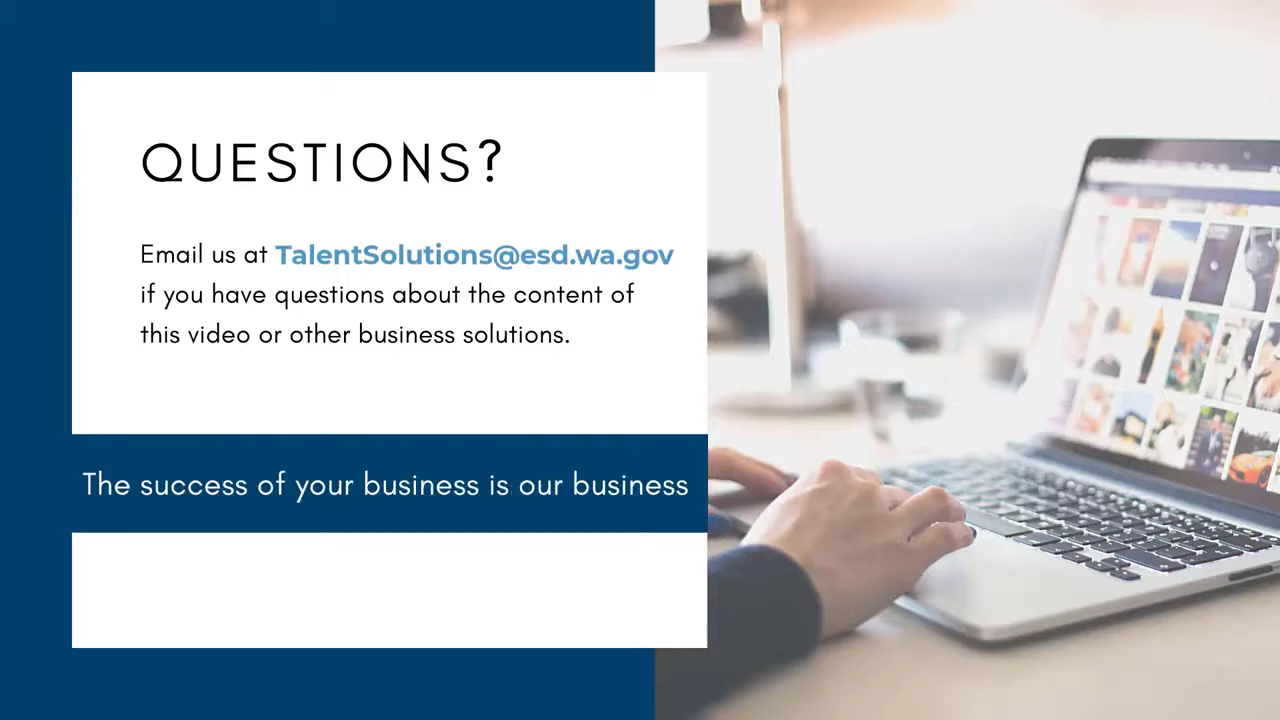 QUESTIONS?
Email us at TalentSolutions@esd.wa.gov
if you have questions about the content of
this video or other business solutions.
The success of your business is our business